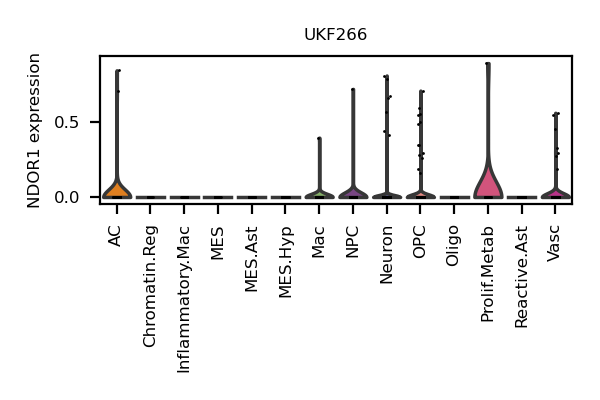 UKF266
NDOR1 expression
0.5
0.0
AC
Chromatin.Reg
Inflammatory.Mac
MES
MES.Ast
MES.Hyp
Mac
NPC
Neuron
OPC
Oligo
Prolif.Metab
Reactive.Ast
Vasc